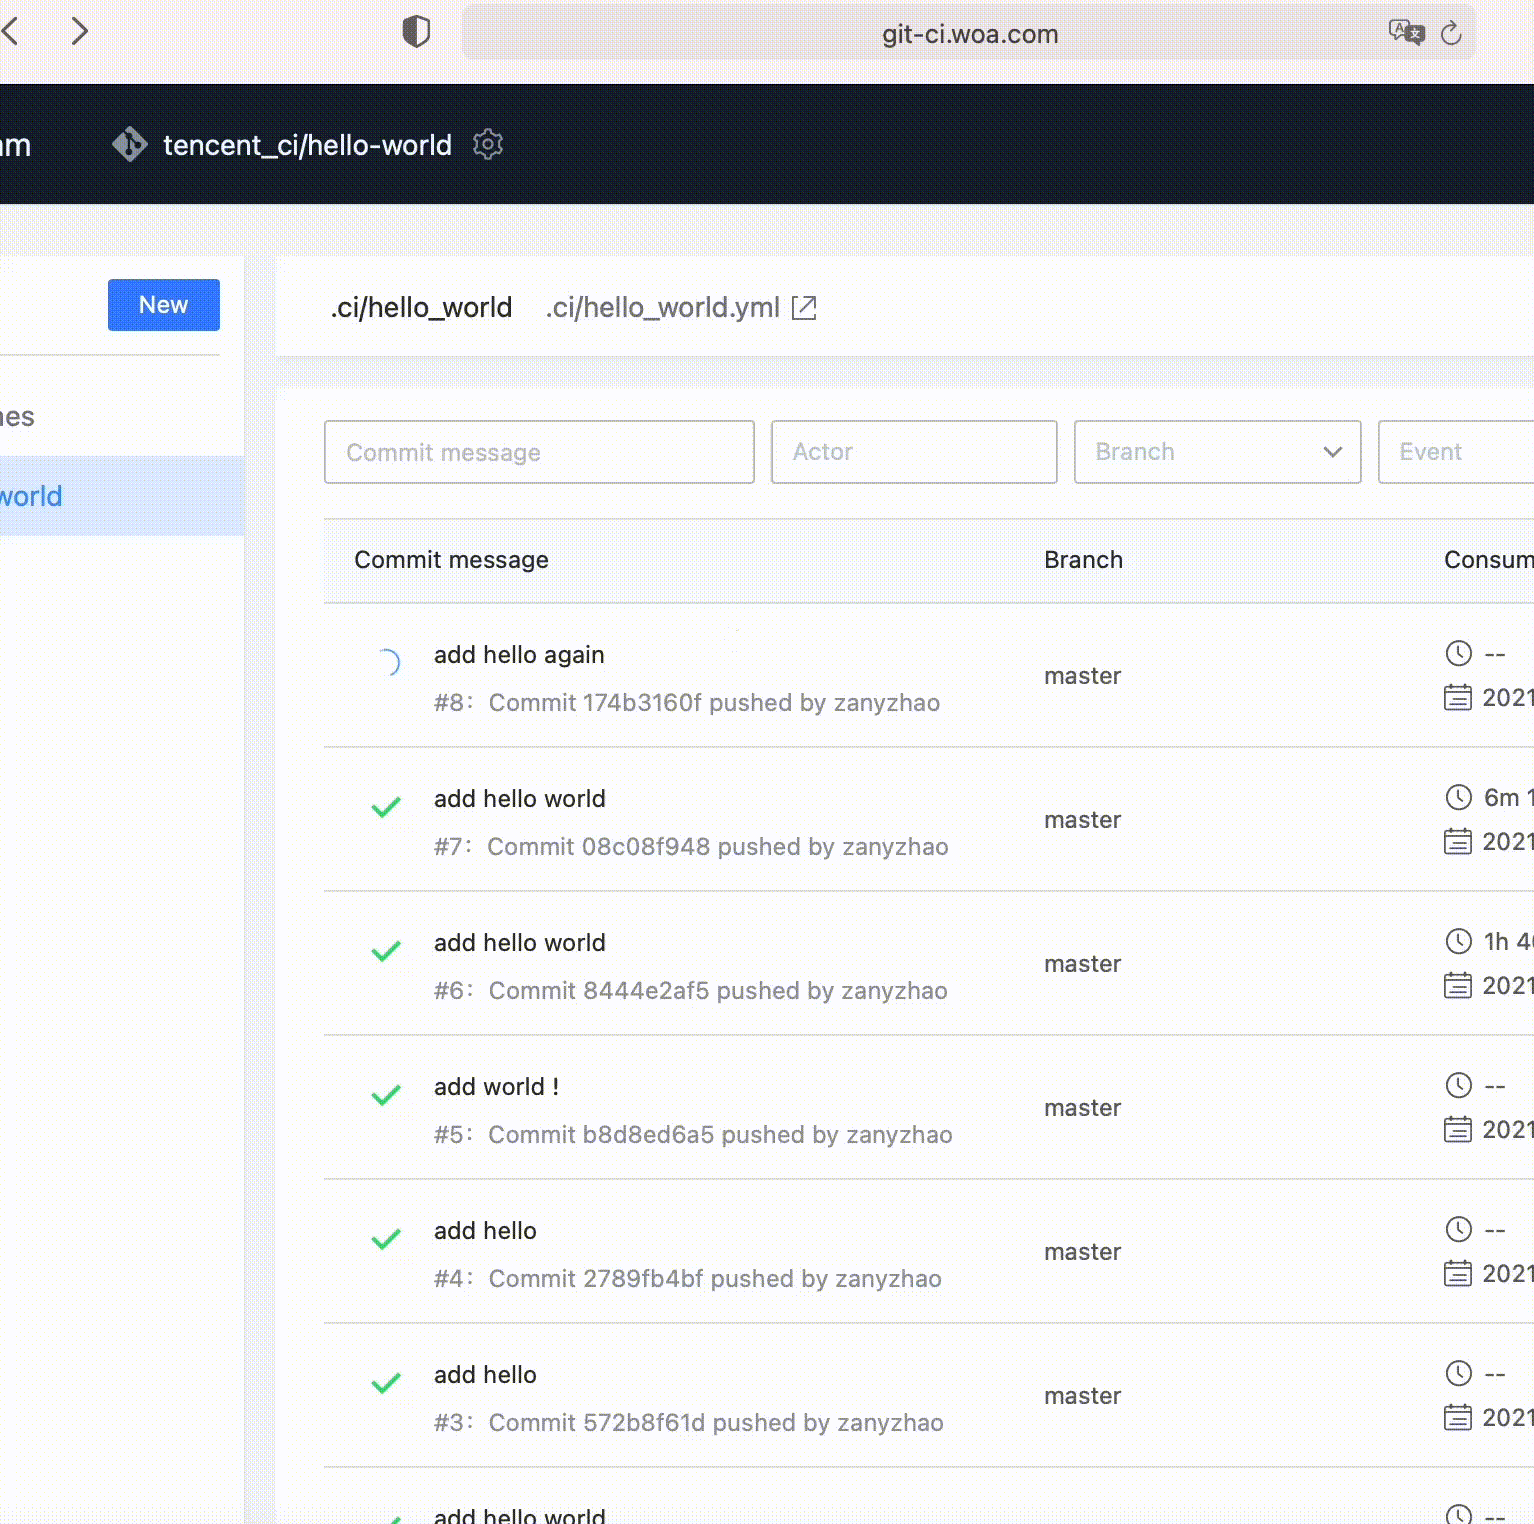 git-ci.woa.com
tencent_ci/hello-world
New
.ci/hello_world .ci/hello_world.yml
world
Commit message Actor Branch Event
Commit message Branch Consum
add hello again
#8: Commit 174b3160f pushed by zanyzhao
master
--
2021
add hello world
#7: Commit 08c08f948 pushed by zanyzhao
master
6m 1
2021
add hello world
#6: Commit 8444e2af5 pushed by zanyzhao
master
1h 4
2021
add world !
#5: Commit b8d8ed6a5 pushed by zanyzhao
master
--
2021
add hello
#4: Commit 2789fb4bf pushed by zanyzhao
master
--
2021
add hello
#3: Commit 572b8f61d pushed by zanyzhao
master
--
2021
add hello world
--